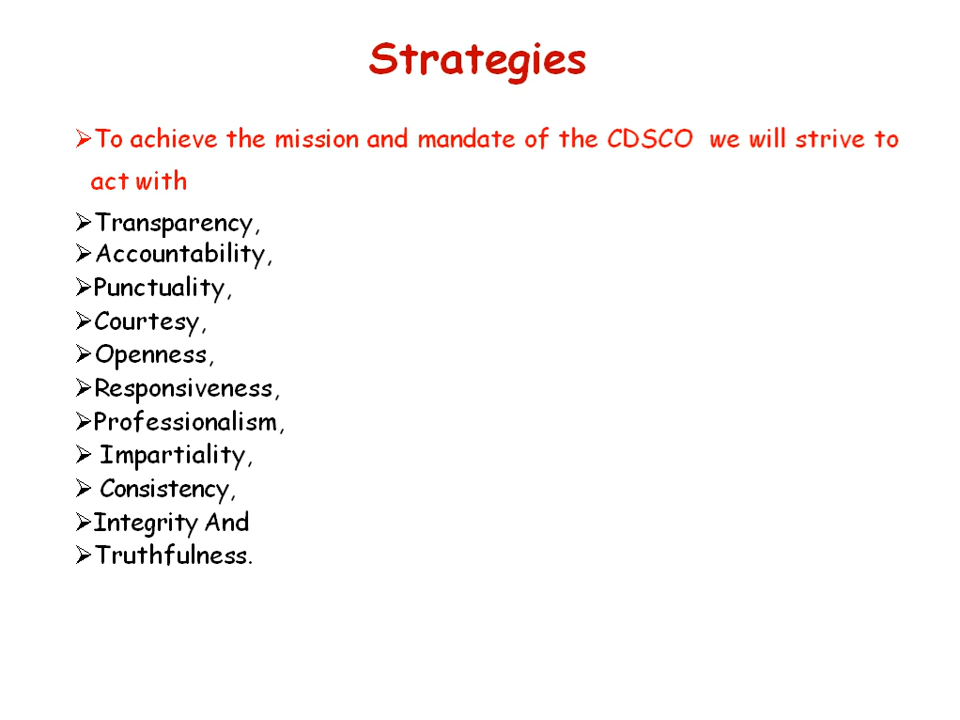 Strategies
➢To achieve the mission and mandate of the CDSCO we will strive to
act with
➢Transparency,
➢Accountability,
➢Punctuality,
➢Courtesy,
➢Openness,
➢Responsiveness,
➢Professionalism,
➢ Impartiality,
➢ Consistency,
➢Integrity And
➢Truthfulness.